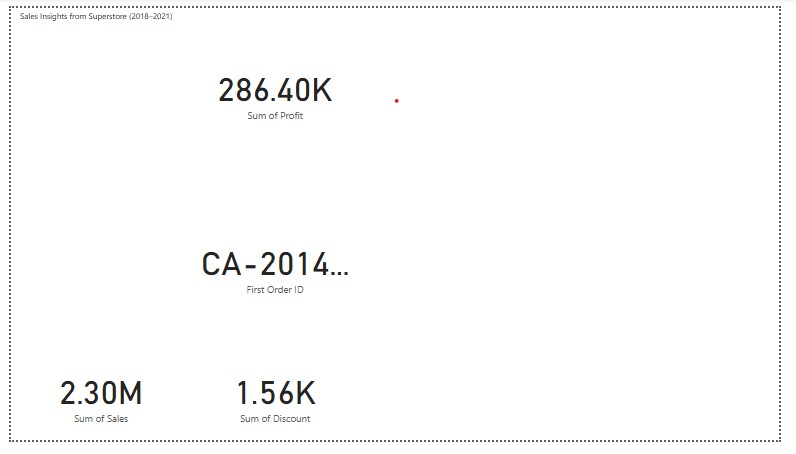 Sales Insights from Superstore (2018–2021)
286.40K
Sum of Profit
CA-2014...
First Order ID
2.30M
Sum of Sales
1.56K
Sum of Discount